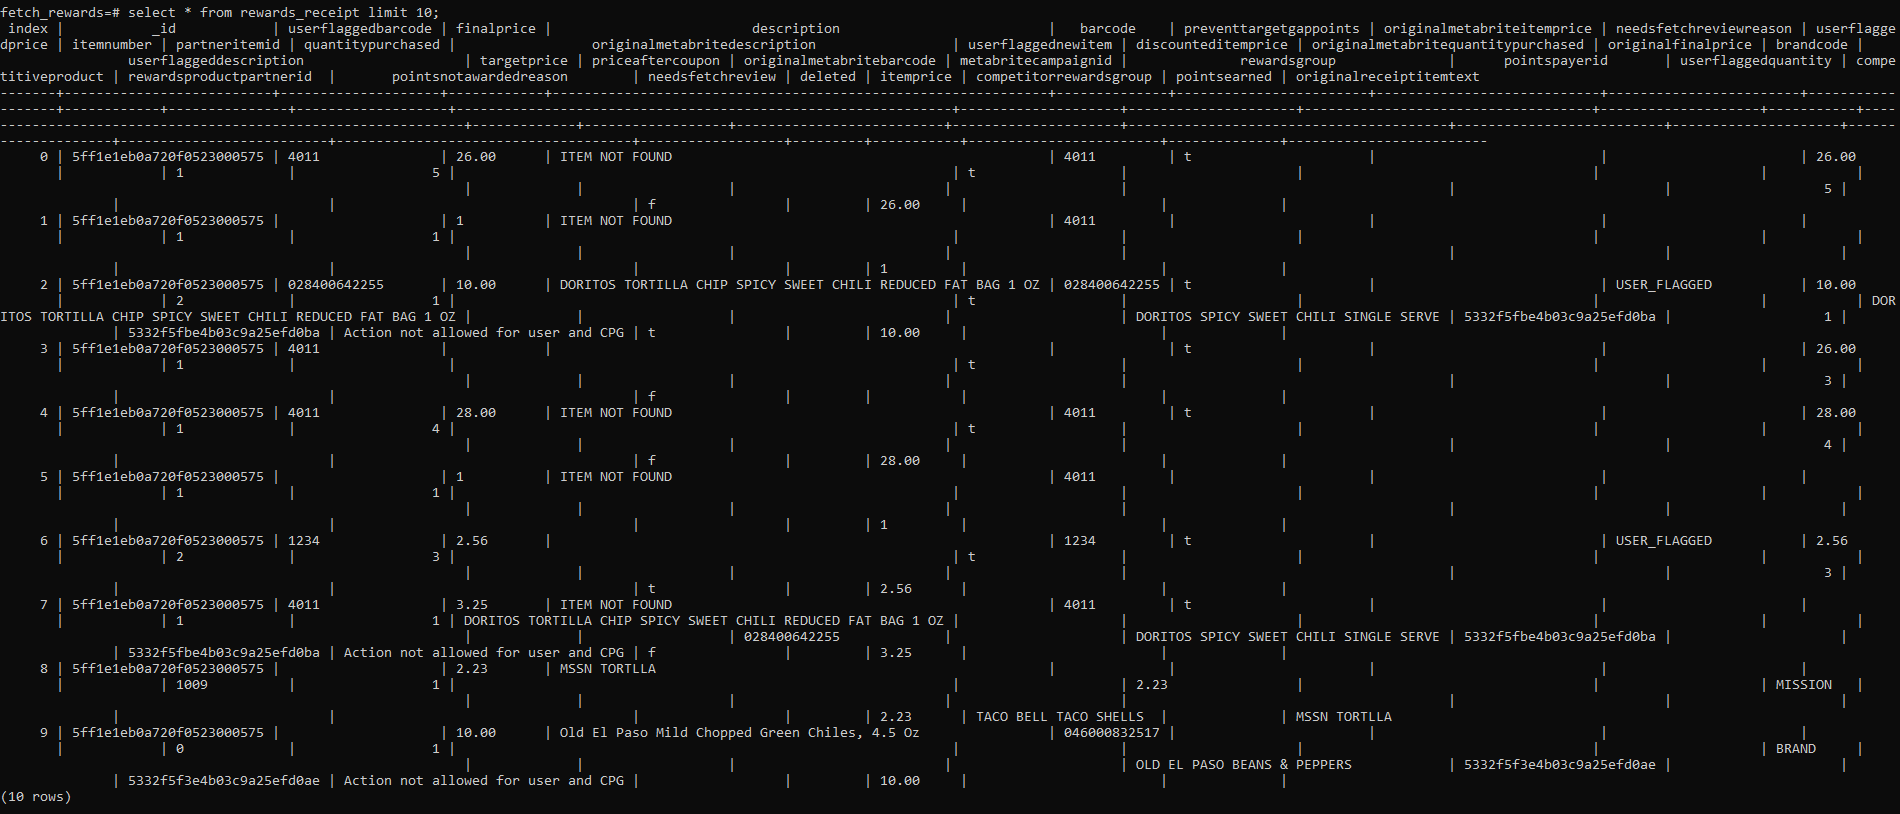 fetch_rewards=# select * from rewards_receipt limit 10;
index | _id | userflaggedbarcode | finalprice | description | barcode | preventtargetgappoints | originalmetabriteitemprice | needsfetchreviewreason | userflagge
dprice | itemnumber | partneritemid | quantitypurchased | originalmetabritedescription | userflaggednewitem | discounteditemprice | originalmetabritequantitypurchased | originalfinalprice | brandcode |
userflaggeddescription | targetprice | priceaftercoupon | originalmetabritebarcode | metabritecampaignid | rewardsgroup | pointspayerid | userflaggedquantity | compe
titiveproduct | rewardsproductpartnerid | pointsnotawardedreason | needsfetchreview | deleted | itemprice | competitorrewardsgroup | pointsearned | originalreceiptitemtext
0 | 5ff1e1eb0a720f0523000575 | 4011 | 26.00 | ITEM NOT FOUND | 4011 | t | | | 26.00
| | 1 | 5 | | t | | | | |
| | | | | | | 5 |
| | | f | | 26.00 | | |
1 | 5ff1e1eb0a720f0523000575 | | 1 | ITEM NOT FOUND | 4011 | | | |
| | 1 | 1 | | | | | | |
| | | | | | | |
| | | | | 1 | | |
2 | 5ff1e1eb0a720f0523000575 | 028400642255 | 10.00 | DORITOS TORTILLA CHIP SPICY SWEET CHILI REDUCED FAT BAG 1 OZ | 028400642255 | t | | USER_FLAGGED | 10.00
| | 2 | 1 | | t | | | | | DOR
ITOS TORTILLA CHIP SPICY SWEET CHILI REDUCED FAT BAG 1 OZ | | | | | DORITOS SPICY SWEET CHILI SINGLE SERVE | 5332f5fbe4b03c9a25efd0ba | 1 |
| 5332f5fbe4b03c9a25efd0ba | Action not allowed for user and CPG | t | | 10.00 | | |
3 | 5ff1e1eb0a720f0523000575 | 4011 | | | | t | | | 26.00
| | 1 | | | t | | | | |
| | | | | | | 3 |
| | | f | | | | |
4 | 5ff1e1eb0a720f0523000575 | 4011 | 28.00 | ITEM NOT FOUND | 4011 | t | | | 28.00
| | 1 | 4 | | t | | | | |
| | | | | | | 4 |
| | | f | | 28.00 | | |
5 | 5ff1e1eb0a720f0523000575 | | 1 | ITEM NOT FOUND | 4011 | | | |
| | 1 | 1 | | | | | | |
| | | | | | | |
| | | | | 1 | | |
6 | 5ff1e1eb0a720f0523000575 | 1234 | 2.56 | | 1234 | t | | USER_FLAGGED | 2.56
| | 2 | 3 | | t | | | | |
| | | | | | | 3 |
| | | t | | 2.56 | | |
7 | 5ff1e1eb0a720f0523000575 | 4011 | 3.25 | ITEM NOT FOUND | 4011 | t | | |
| | 1 | 1 | DORITOS TORTILLA CHIP SPICY SWEET CHILI REDUCED FAT BAG 1 OZ | | | | | |
| | | 028400642255 | | DORITOS SPICY SWEET CHILI SINGLE SERVE | 5332f5fbe4b03c9a25efd0ba | |
| 5332f5fbe4b03c9a25efd0ba | Action not allowed for user and CPG | f | | 3.25 | | |
8 | 5ff1e1eb0a720f0523000575 | | 2.23 | MSSN TORTLLA | | | | |
| | 1009 | 1 | | | 2.23 | | | MISSION |
| | | | | | | |
| | | | | 2.23 | TACO BELL TACO SHELLS | | MSSN TORTLLA
9 | 5ff1e1eb0a720f0523000575 | | 10.00 | Old El Paso Mild Chopped Green Chiles, 4.5 Oz | 046000832517 | | | |
| | 0 | 1 | | | | | | BRAND |
| | | | | OLD EL PASO BEANS & PEPPERS | 5332f5f3e4b03c9a25efd0ae | |
| 5332f5f3e4b03c9a25efd0ae | Action not allowed for user and CPG | | | 10.00 | | |
(10 rows)